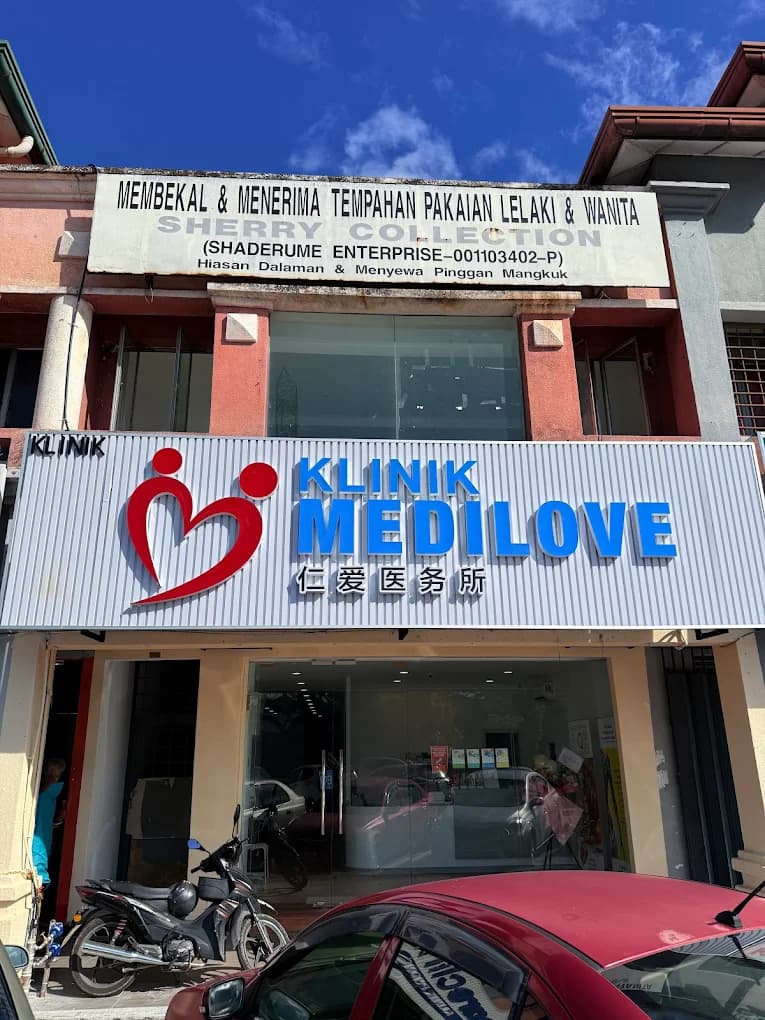 MEMBEKAL & MENERIMA TEMPAHAN PAKAIAN LELAKI & WANITA
SHERRY COLLECTION
(SHADERUME ENTERPRISE-001103402-P)
Hiasan Dalaman & Menyewa Pinggan Mangkuk
KLINIK
KLINIK
MEDILOVE
仁爱医务所